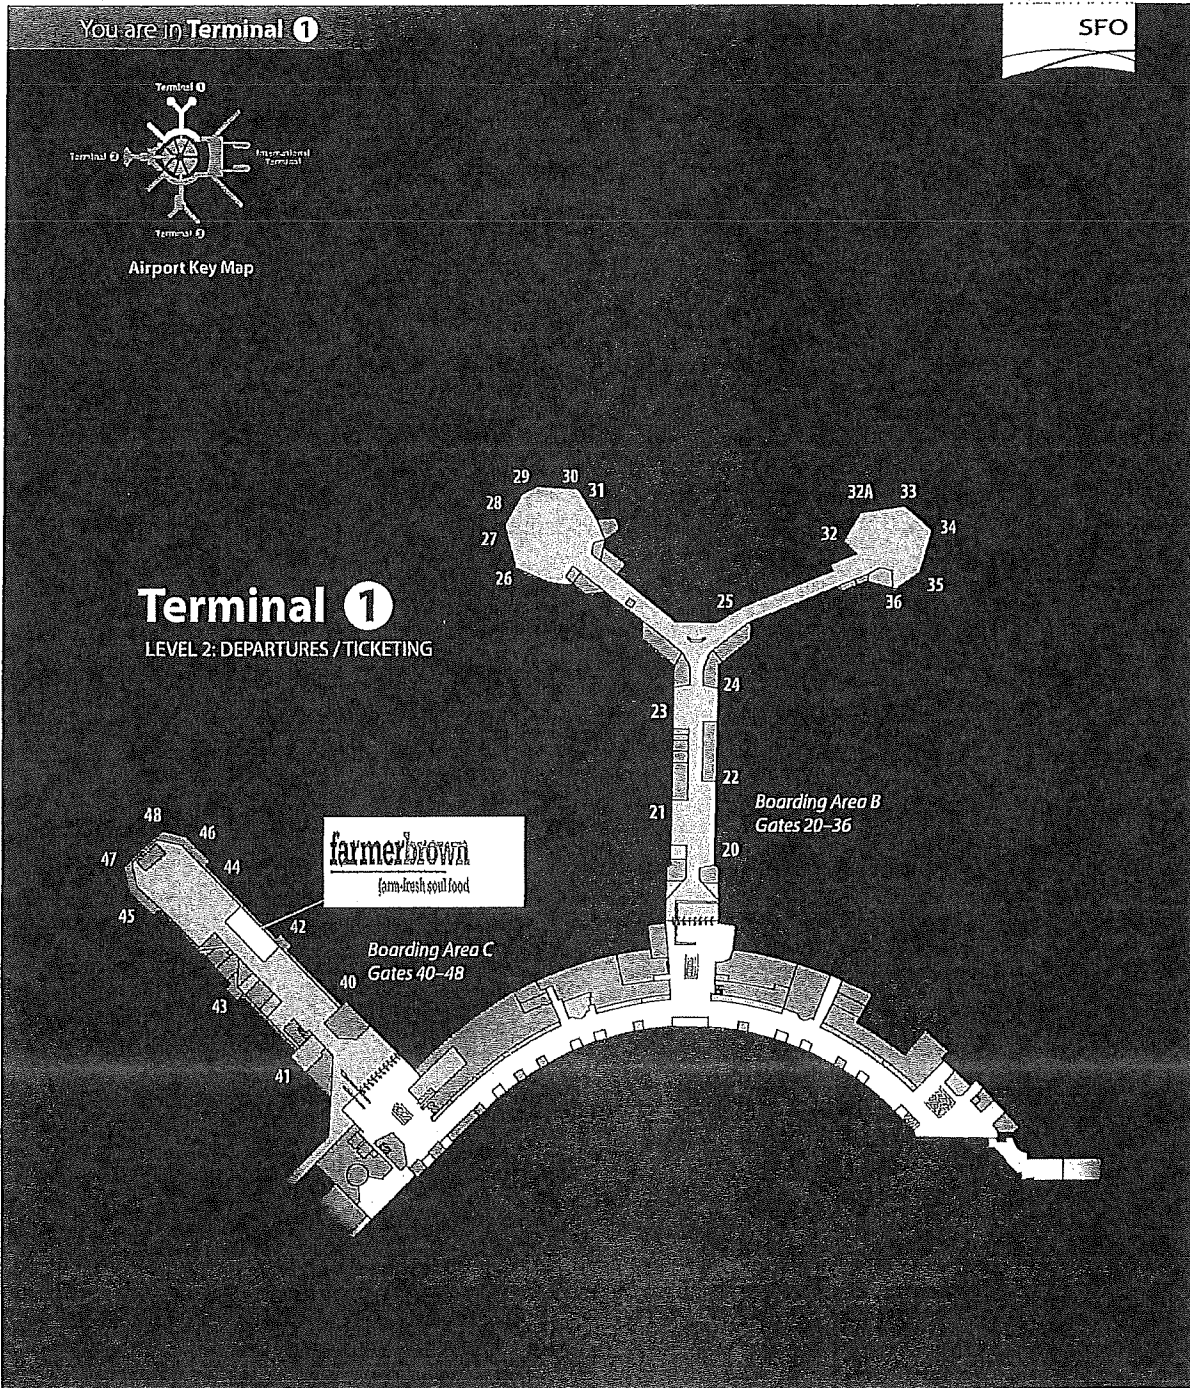 You are in Terminal 1
SFO
Terminal 1
Terminal 2
International
Terminal
Terminal 3
Airport Key Map
29
30
31
28
27
26
32A
33
32
34
35
36
25
Terminal 1
LEVEL 2: DEPARTURES / TICKETING
24
23
22
21
20
Boarding Area B
Gates 20–36
48
46
47
44
45
farmerbrown
farm-fresh soul food
42
Boarding Area C
Gates 40–48
40
43
41